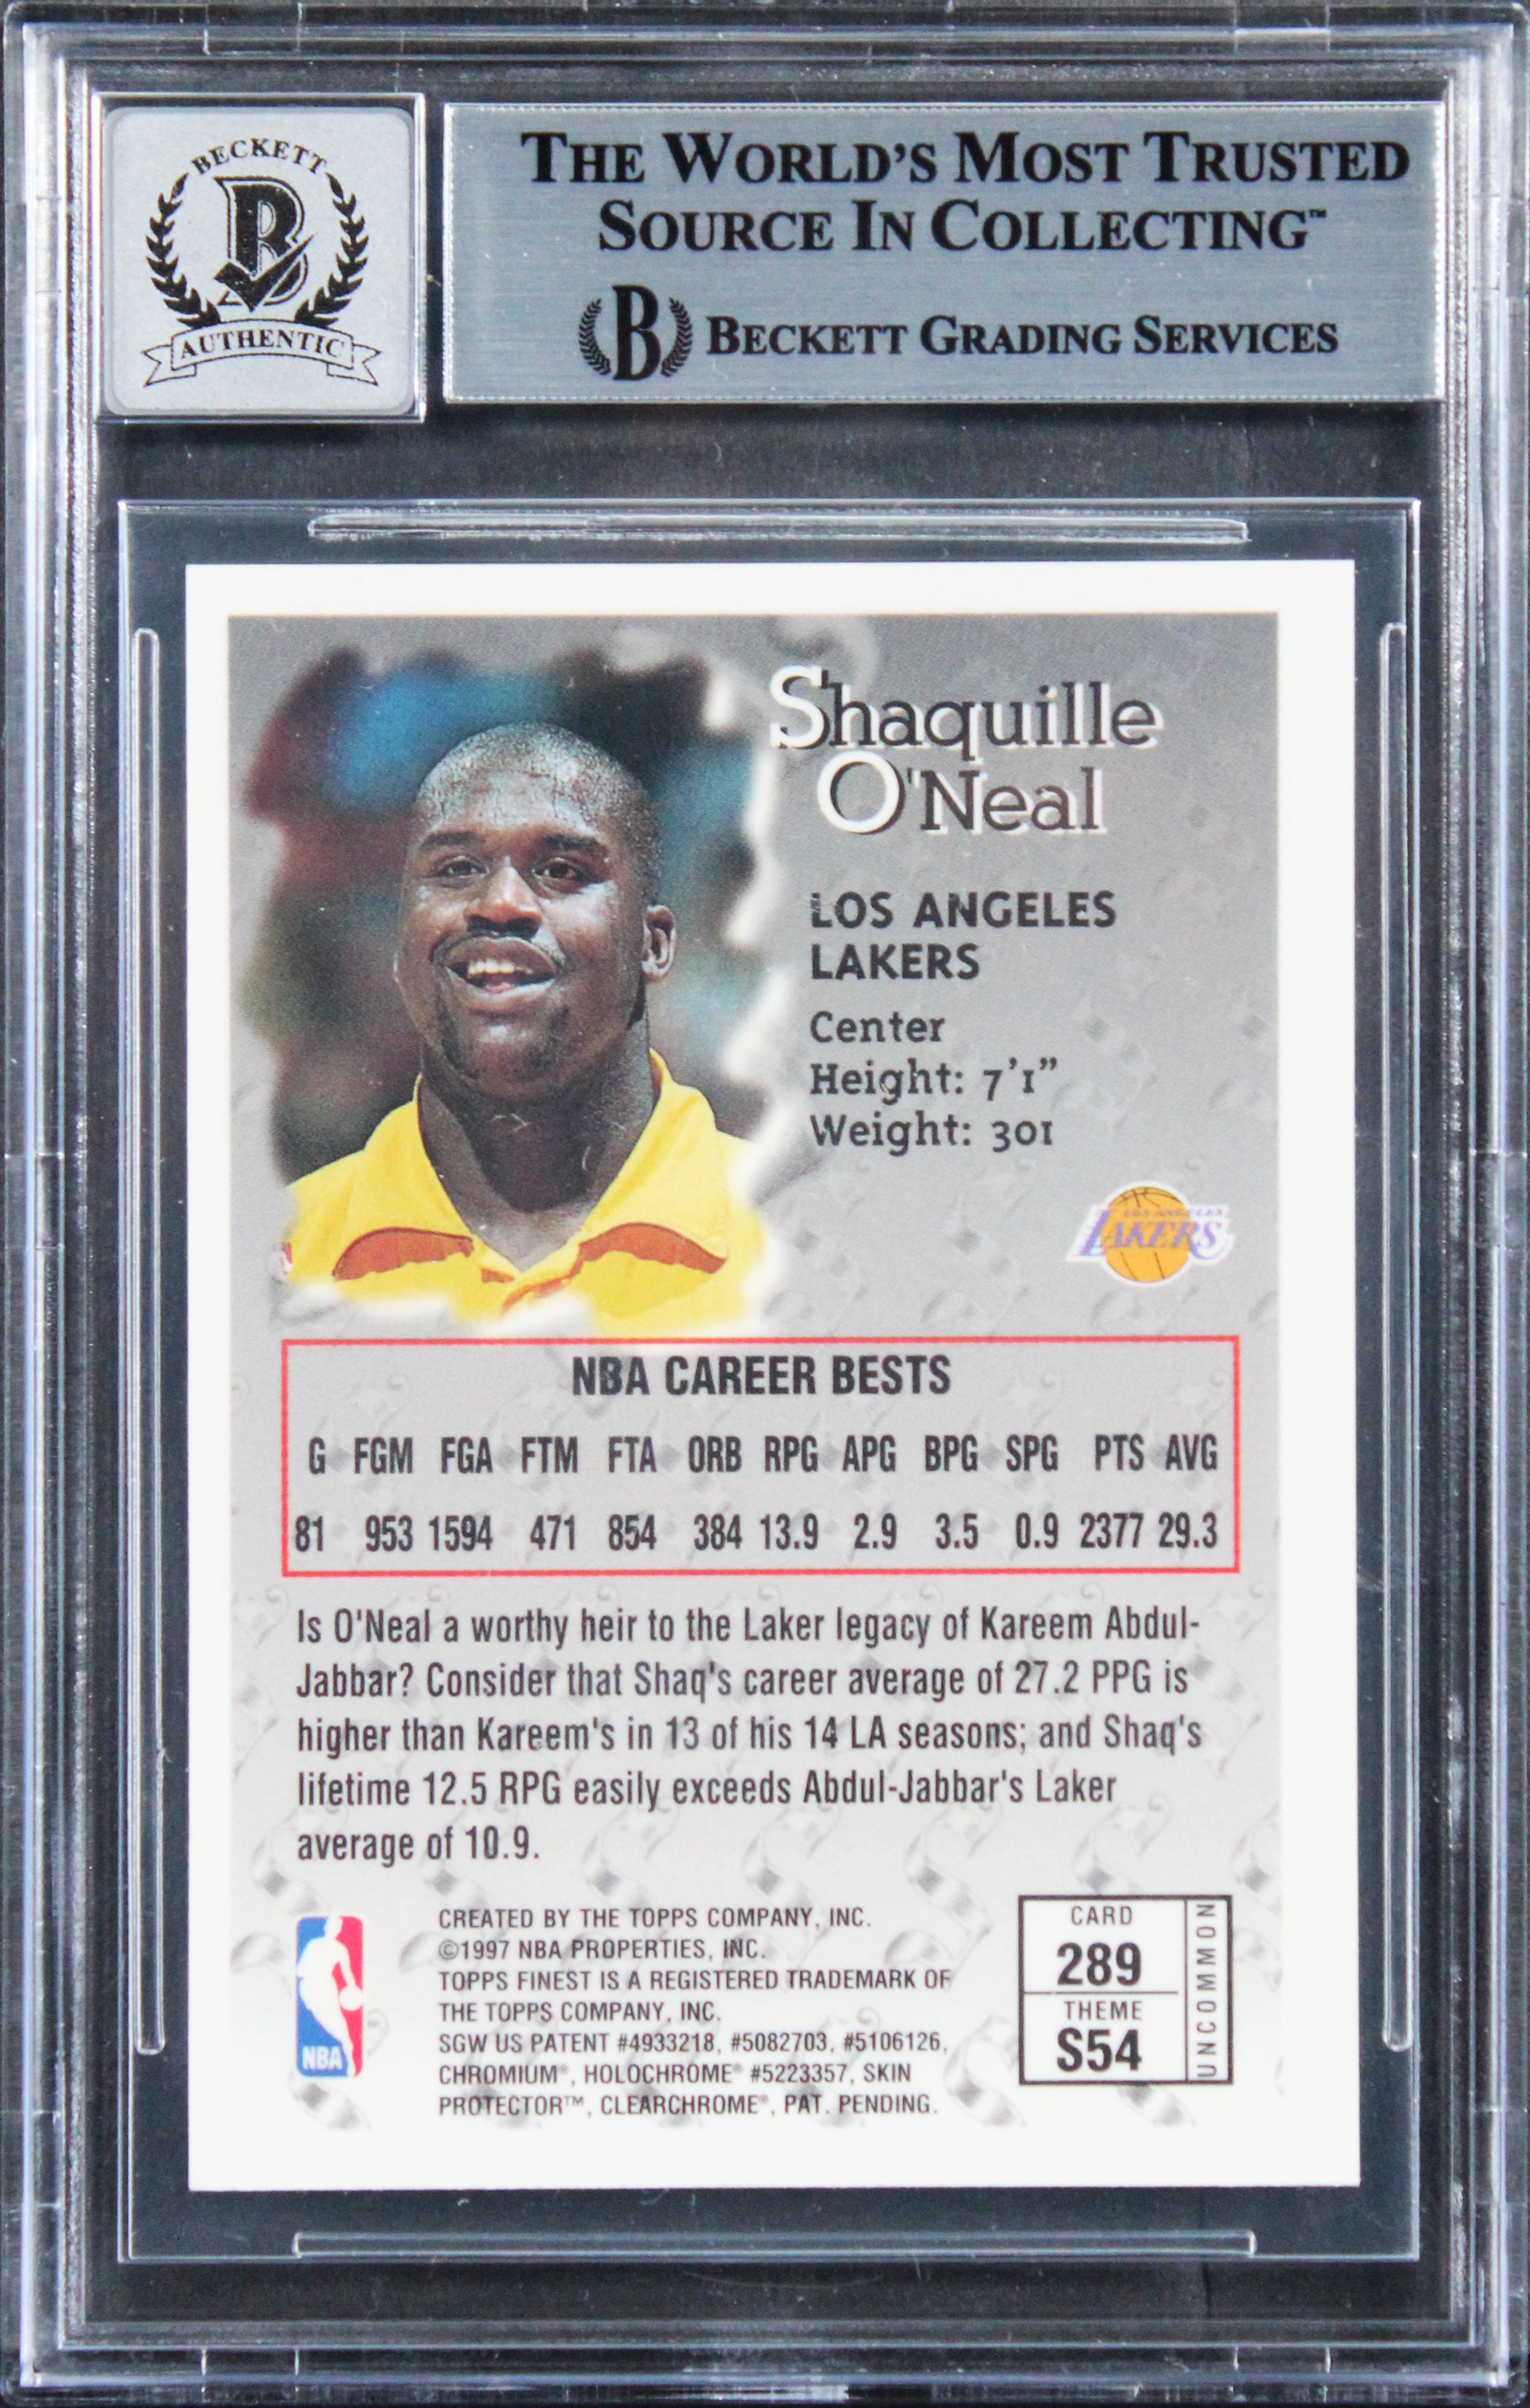 BECKETT
B
AUTHENTIC
THE WORLD'S MOST TRUSTED
SOURCE IN COLLECTING™
B BECKETT GRADING SERVICES
Shaquille
O'Neal
LOS ANGELES
LAKERS
Center
Height: 7'1"
Weight: 301
LOS ANGELES
LAKERS
NBA CAREER BESTS
G FGM FGA FTM FTA ORB RPG APG BPG SPG PTS AVG
81 953 1594 471 854 384 13.9 2.9 3.5 0.9 2377 29.3
Is O'Neal a worthy heir to the Laker legacy of Kareem Abdul-
Jabbar? Consider that Shaq's career average of 27.2 PPG is
higher than Kareem's in 13 of his 14 LA seasons; and Shaq's
lifetime 12.5 RPG easily exceeds Abdul-Jabbar's Laker
average of 10.9.
NBA
CREATED BY THE TOPPS COMPANY, INC.
©1997 NBA PROPERTIES, INC.
TOPPS FINEST IS A REGISTERED TRADEMARK OF
THE TOPPS COMPANY, INC.
SGW US PATENT #4933218, #5082703, #5106126,
CHROMIUM®, HOLOCHROME® #5223357, SKIN
PROTECTOR™, CLEARCHROME®, PAT. PENDING.
CARD
289
THEME
S54
UNCOMMON